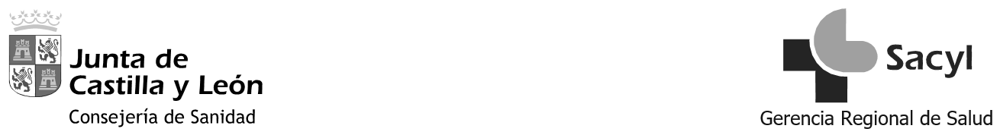 Junta de
Castilla y León
Consejería de Sanidad
Sacyl
Gerencia Regional de Salud